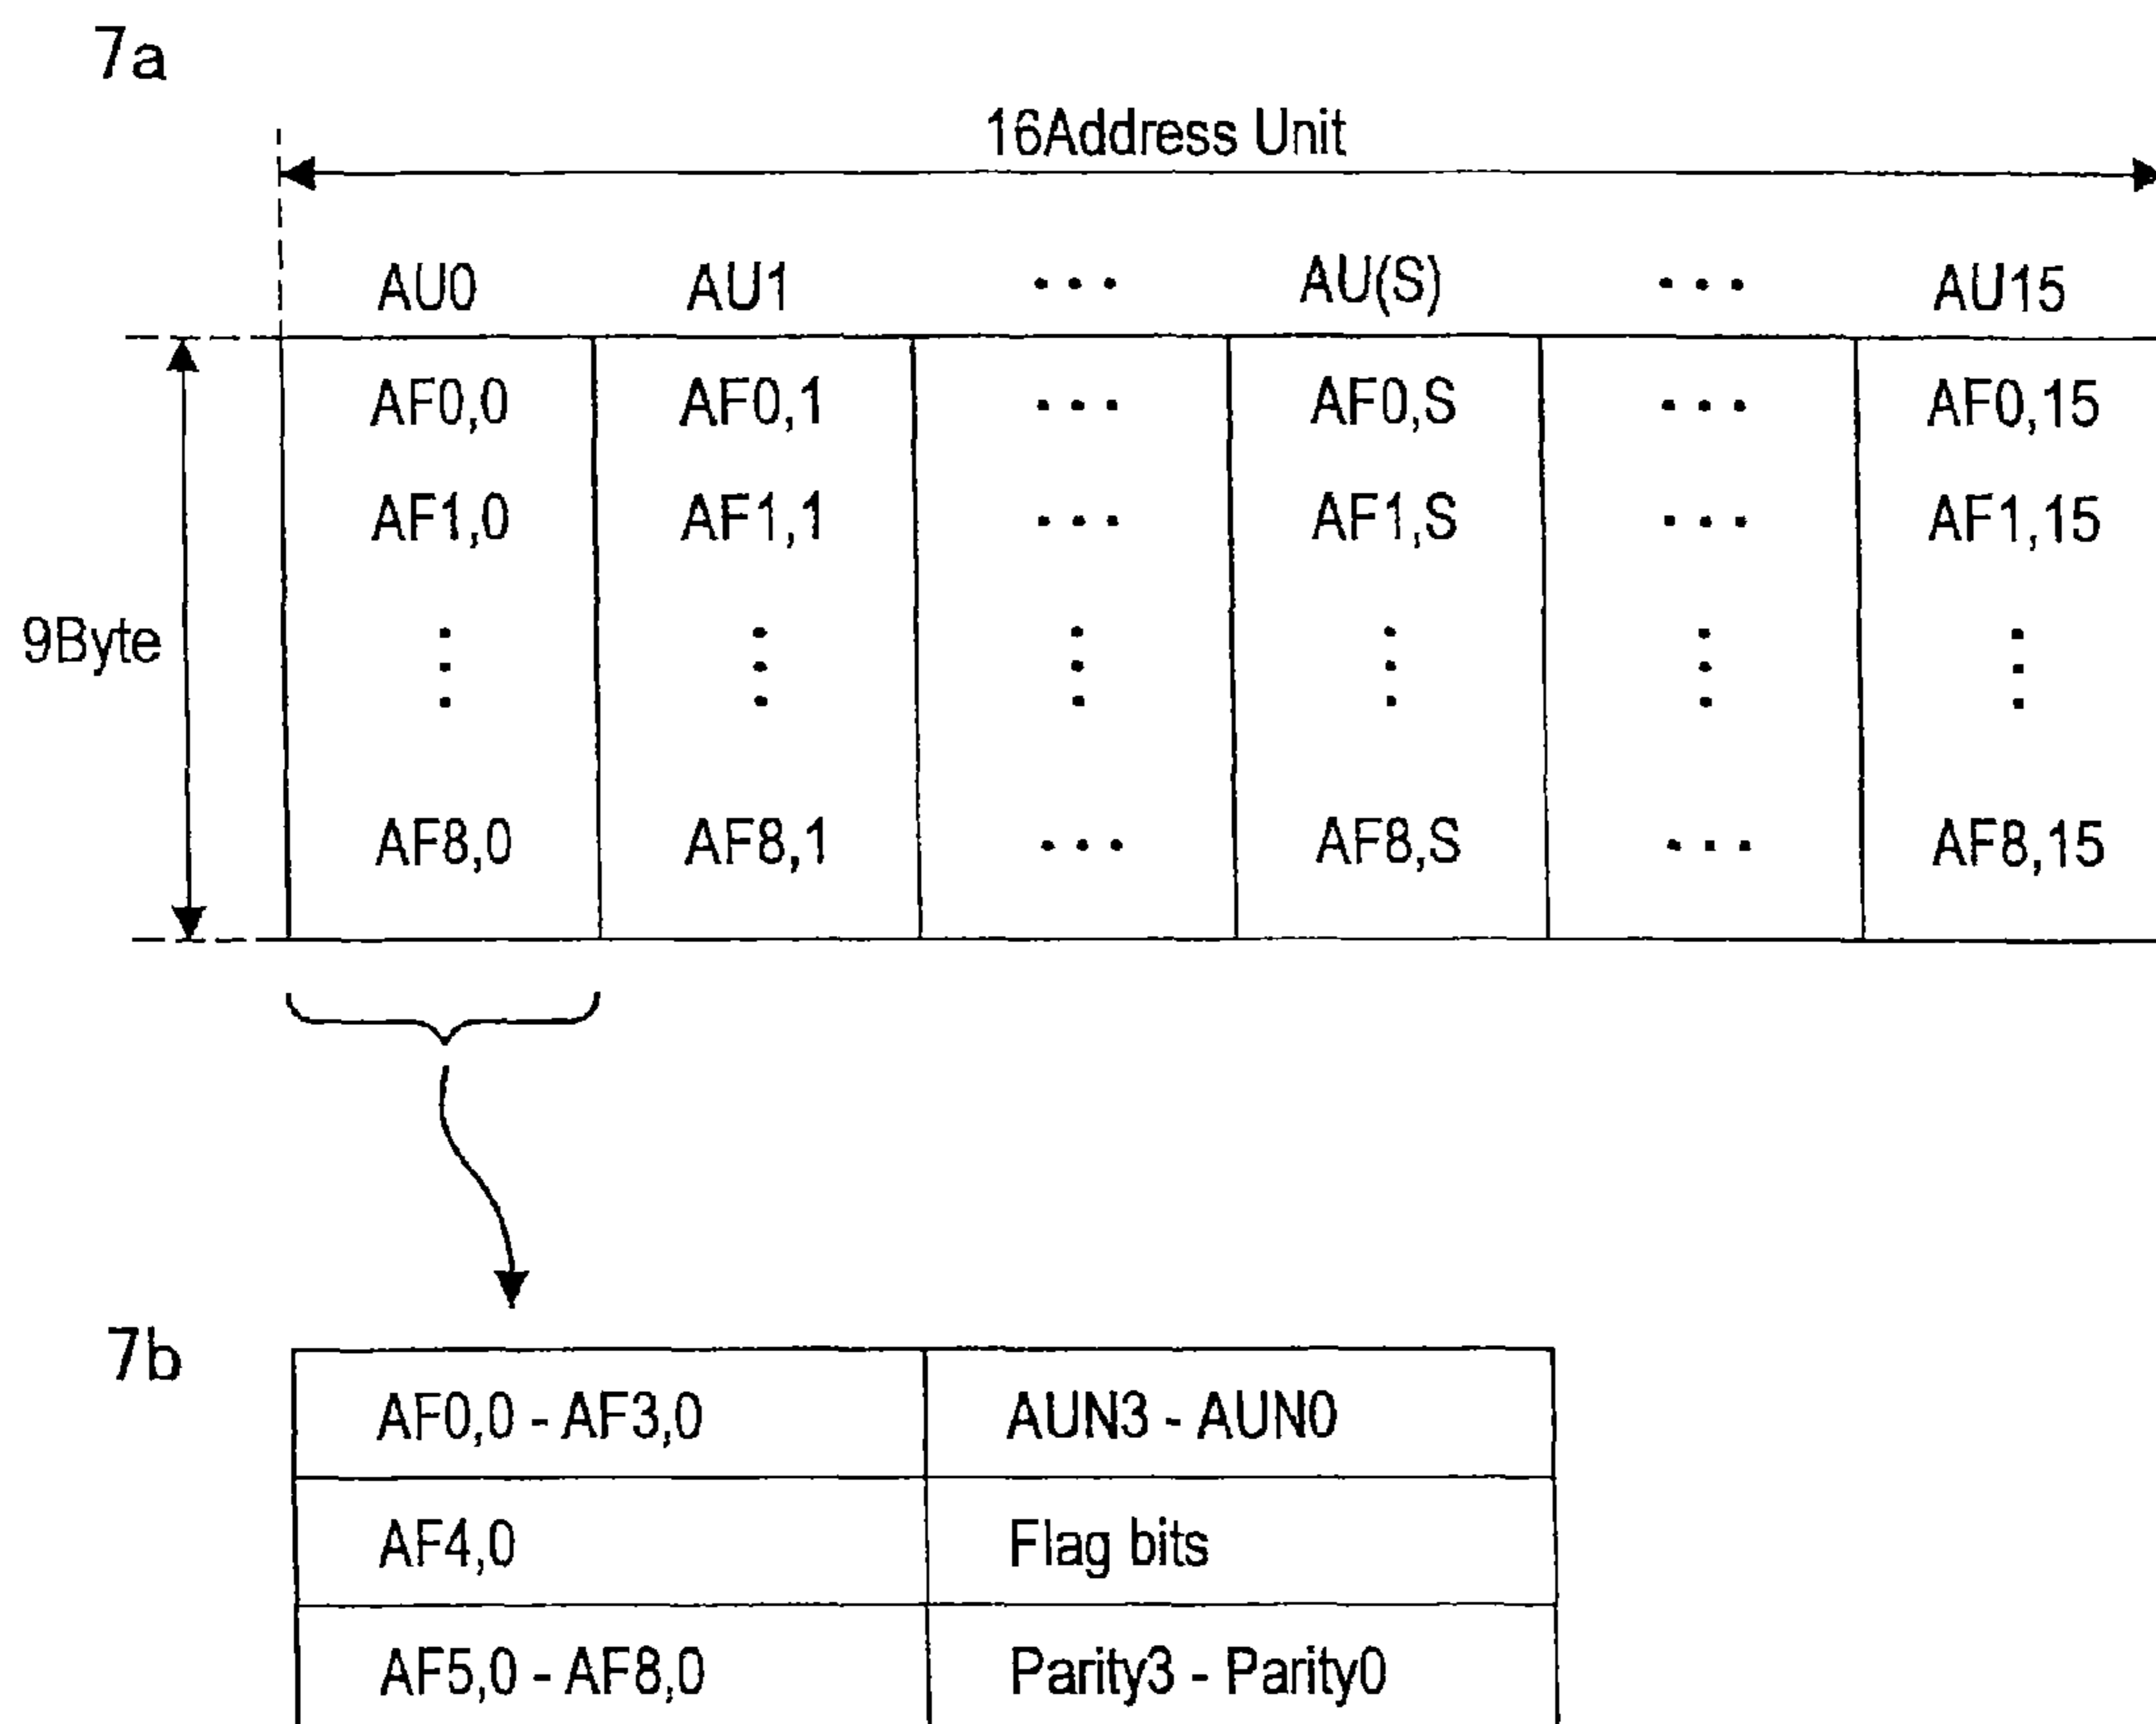 7a
16Address Unit
AU0 AU1 ... AU(S) ... AU15
AF0,0 AF0,1 ... AF0,S ... AF0,15
AF1,0 AF1,1 ... AF1,S ... AF1,15
9Byte
AF8,0 AF8,1 ... AF8,S ... AF8,15
7b
AF0,0 - AF3,0 AUN3 - AUN0
AF4,0 Flag bits
AF5,0 - AF8,0 Parity3 - Parity0